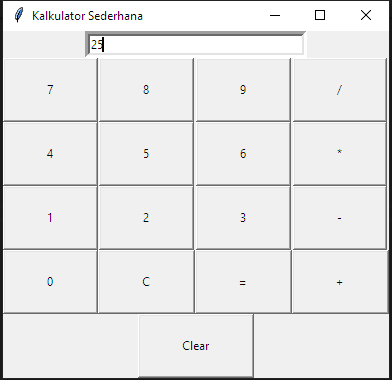 Kalkulator Sederhana
25
7 8 9 /
4 5 6 *
1 2 3 -
0 C = +
Clear